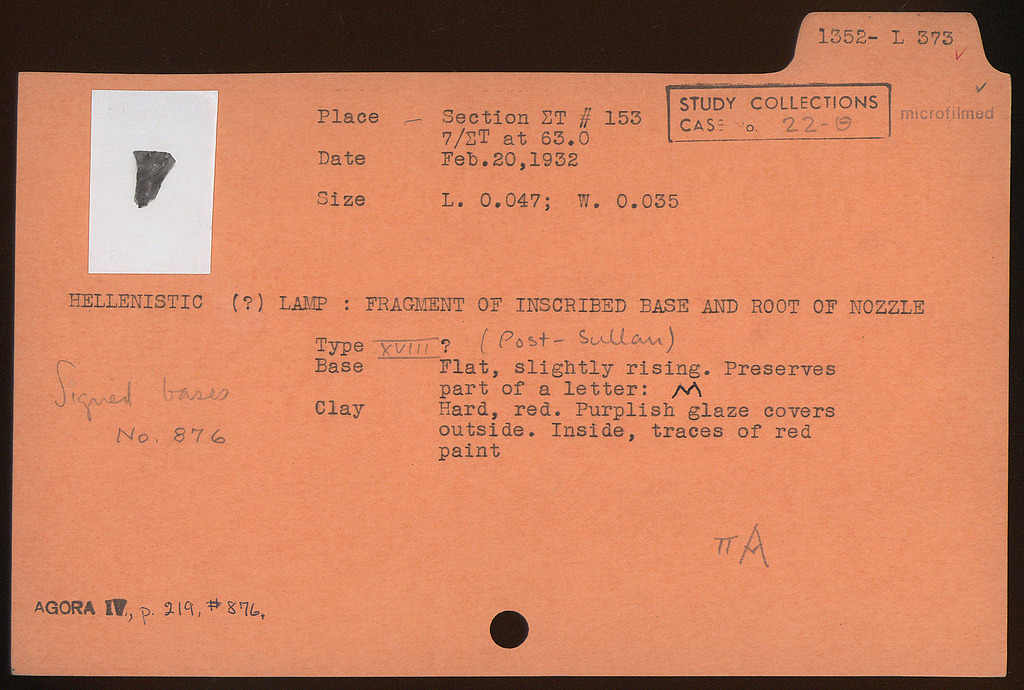 1352- L 373
STUDY COLLECTIONS
CASE No. 22-Θ
microfilmed
Place – Section ΣΤ # 153
7/ΣΤ at 63.0
Date Feb.20,1932
Size L. 0.047; W. 0.035
HELLENISTIC (?) LAMP : FRAGMENT OF INSCRIBED BASE AND ROOT OF NOZZLE
Type XVIII ? (Post-Sullan)
Base Flat, slightly rising. Preserves
part of a letter: M
Clay Hard, red. Purplish glaze covers
outside. Inside, traces of red
paint
Signed bases
No. 876
πA
AGORA IV, p. 219, #876.